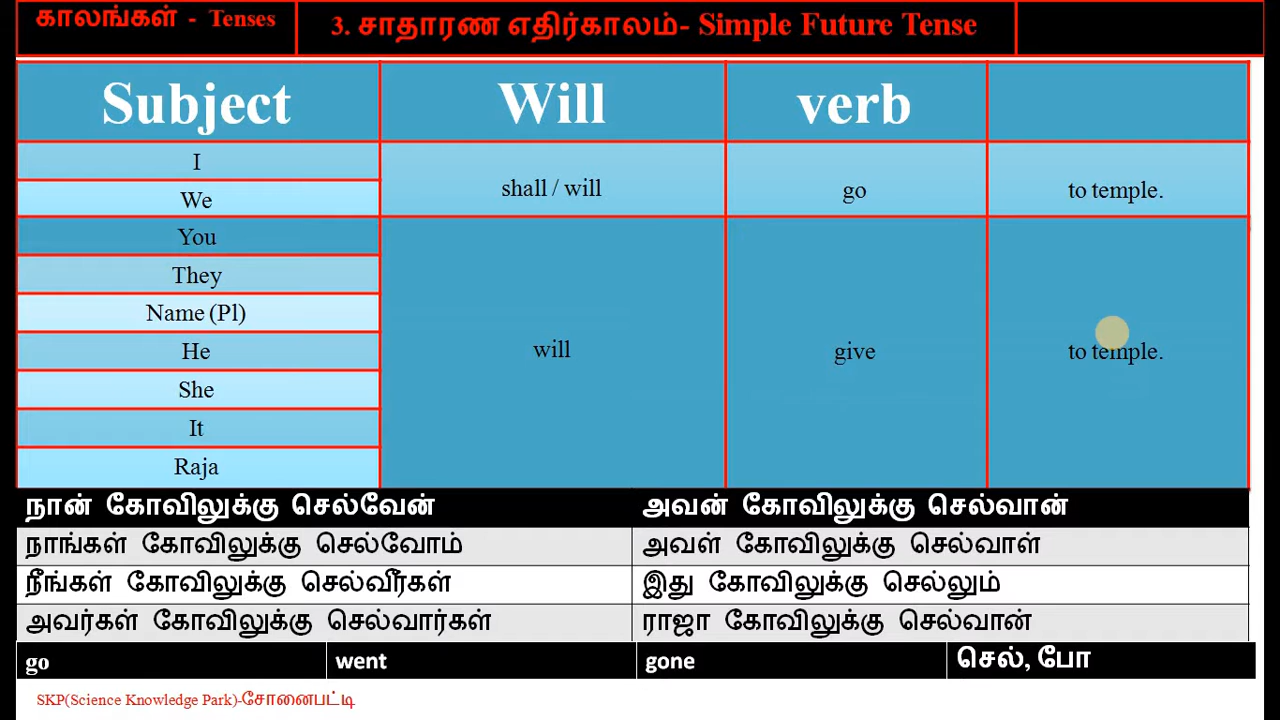 காலங்கள் - Tenses
3. சாதாரண எதிர்காலம்- Simple Future Tense
Subject Will verb
I
We
shall / will go to temple.
You
They
Name (Pl)
He
She
It
Raja
will give to temple.
நான் கோவிலுக்கு செல்வேன் அவன் கோவிலுக்கு செல்வான்
நாங்கள் கோவிலுக்கு செல்வோம் அவள் கோவிலுக்கு செல்வாள்
நீங்கள் கோவிலுக்கு செல்வீர்கள் இது கோவிலுக்கு செல்லும்
அவர்கள் கோவிலுக்கு செல்வார்கள் ராஜா கோவிலுக்கு செல்வான்
go went gone செல், போ
SKP(Science Knowledge Park)-சோனைபட்டி